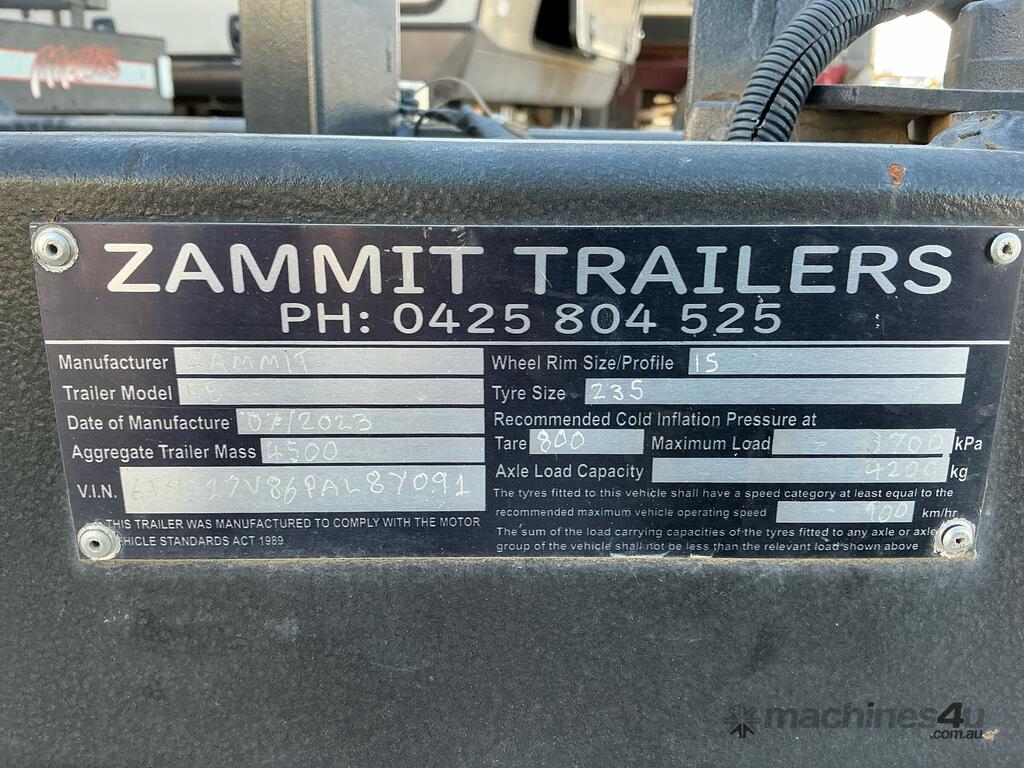 ZAMMIT TRAILERS
PH: 0425 804 525
Manufacturer ZAMMIT
Trailer Model
Date of Manufacture 07/2023
Aggregate Trailer Mass 4500
V.I.N.
THIS TRAILER WAS MANUFACTURED TO COMPLY WITH THE MOTOR
VEHICLE STANDARDS ACT 1989
Wheel Rim Size/Profile 15
Tyre Size 235
Recommended Cold Inflation Pressure at
Tare 800 Maximum Load 3700 kPa
Axle Load Capacity 4200 kg
The tyres fitted to this vehicle shall have a speed category at least equal to the
recommended maximum vehicle operating speed 100 km/hr
The sum of the load carrying capacities of the tyres fitted to any axle or axle
group of the vehicle shall not be less than the relevant load shown above
machines4u
.com.au